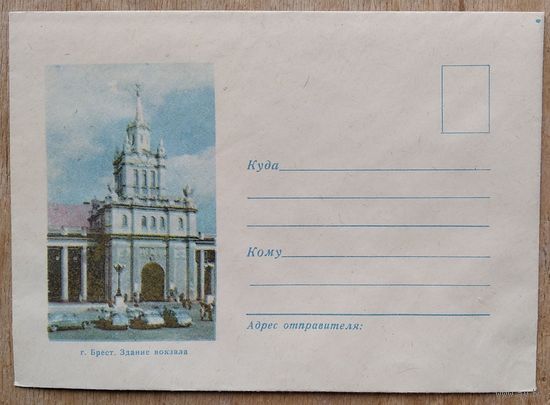 Куда
Кому
Адрес отправителя:
г. Брест. Здание вокзала